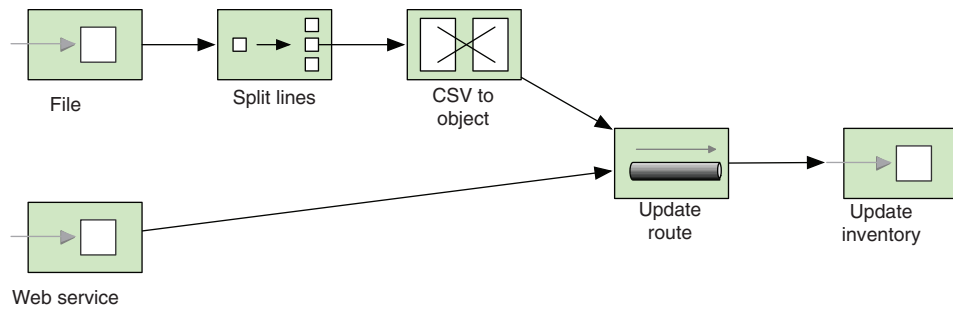 File
Split lines
CSV to
object
Update
route
Update
inventory
Web service